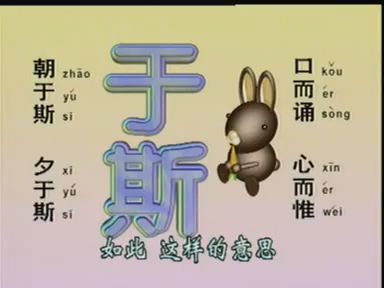 口而诵
kǒu ér sòng
心而惟
xīn ér wéi
朝于斯
zhāo yú sī
夕于斯
xī yú sī
于斯
如此 这样的意思